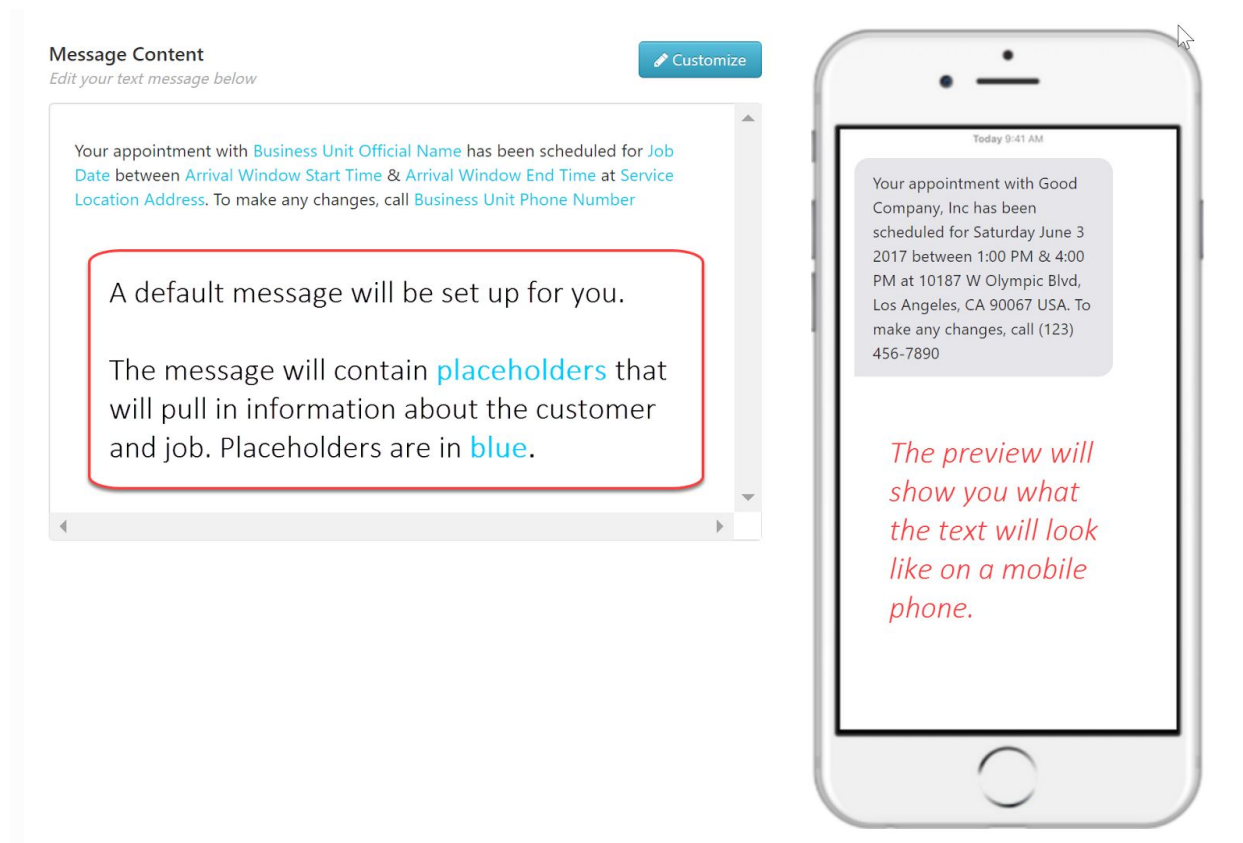 Message Content
Customize
Edit your text message below
Your appointment with Business Unit Official Name has been scheduled for Job
Date between Arrival Window Start Time & Arrival Window End Time at Service
Location Address. To make any changes, call Business Unit Phone Number
A default message will be set up for you.
The message will contain placeholders that
will pull in information about the customer
and job. Placeholders are in blue.
Today 9:41 AM
Your appointment with Good
Company, Inc has been
scheduled for Saturday June 3
2017 between 1:00 PM & 4:00
PM at 10187 W Olympic Blvd,
Los Angeles, CA 90067 USA. To
make any changes, call (123)
456-7890
The preview will
show you what
the text will look
like on a mobile
phone.